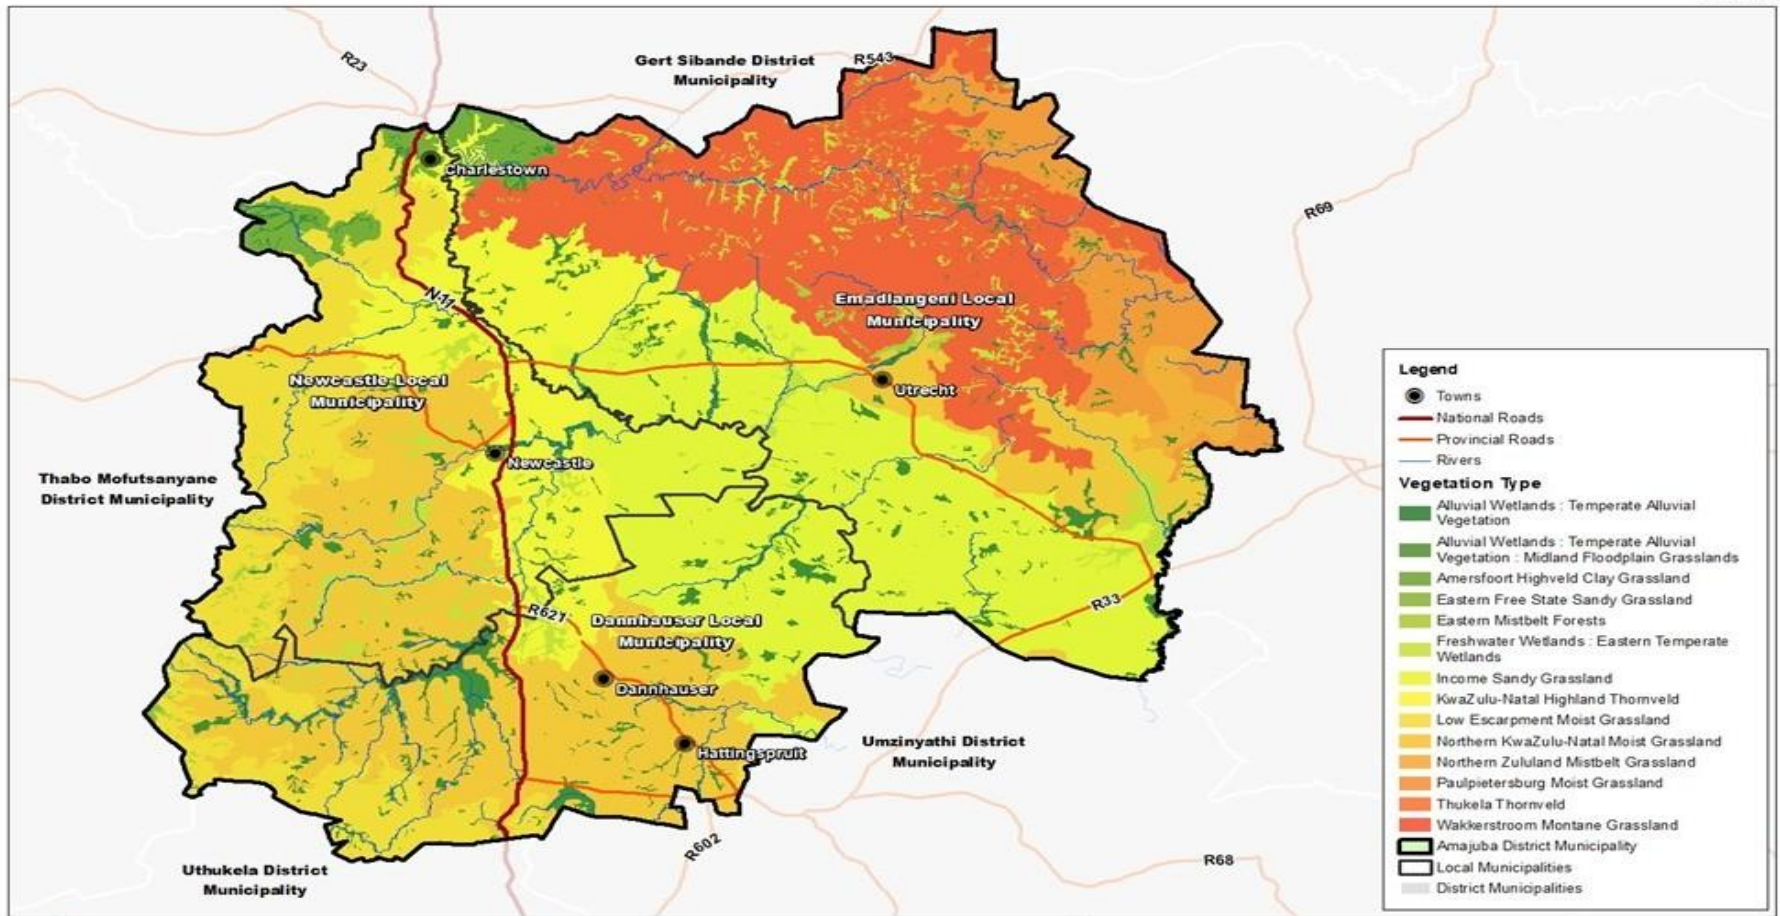 R23
Gert Sibande District
Municipality
R543
Charlestown
R69
N11
Emadlangeni Local
Municipality
Newcastle Local
Municipality
Utrecht
Newcastle
Thabo Mofutsanyane
District Municipality
R33
R621
Dannhauser Local
Municipality
Dannhauser
Hattingspruit
Umzinyathi District
Municipality
R602
R68
Uthukela District
Municipality
Legend
Towns
National Roads
Provincial Roads
Rivers
Vegetation Type
Alluvial Wetlands : Temperate Alluvial
Vegetation
Alluvial Wetlands : Temperate Alluvial
Vegetation : Midland Floodplain Grasslands
Amersfoort Highveld Clay Grassland
Eastern Free State Sandy Grassland
Eastern Mistbelt Forests
Freshwater Wetlands : Eastern Temperate
Wetlands
Income Sandy Grassland
KwaZulu-Natal Highland Thornveld
Low Escarpment Moist Grassland
Northern KwaZulu-Natal Moist Grassland
Northern Zululand Mistbelt Grassland
Paulpietersburg Moist Grassland
Thukela Thornveld
Wakkerstroom Montane Grassland
Amajuba District Municipality
Local Municipalities
District Municipalities